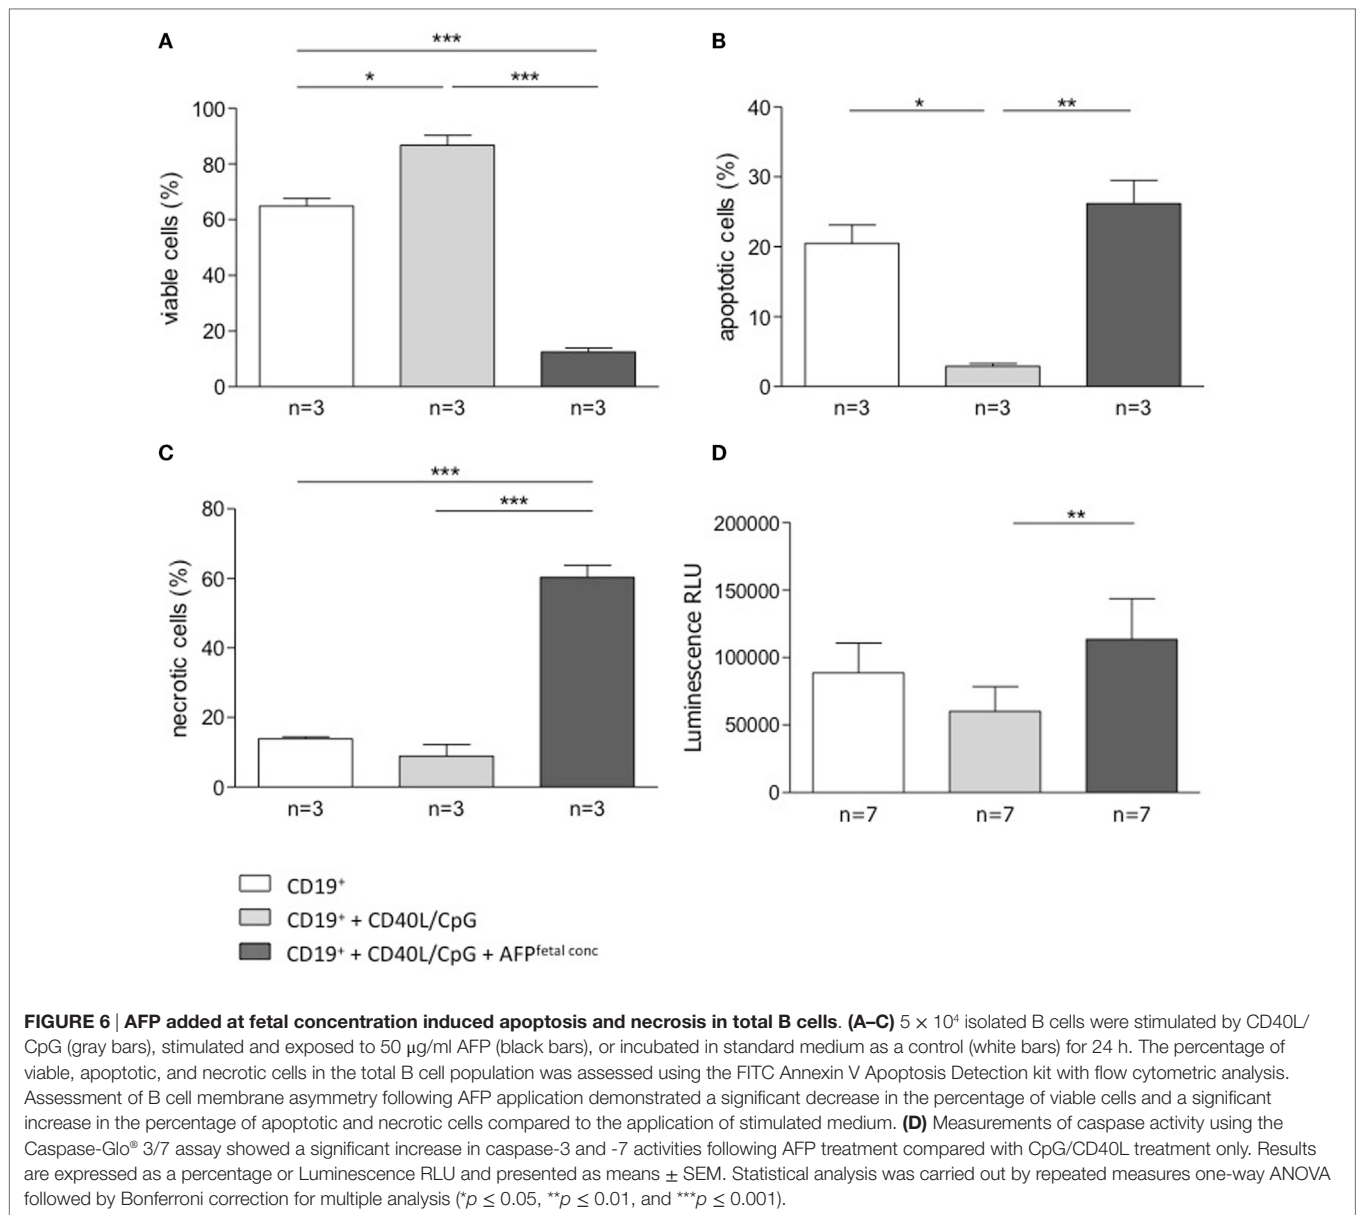 A
***
*
***
100
80
60
40
20
0
viable cells (%)
n=3
n=3
n=3
B
*
**
40
30
20
10
0
apoptotic cells (%)
n=3
n=3
n=3
C
***
***
80
60
40
20
0
necrotic cells (%)
n=3
n=3
n=3
D
**
200000
150000
100000
50000
0
Luminescence RLU
n=7
n=7
n=7
CD19⁺
CD19⁺ + CD40L/CpG
CD19⁺ + CD40L/CpG + AFPᶠᵉᵗᵃˡ ᶜᵒⁿᶜ
FIGURE 6 | AFP added at fetal concentration induced apoptosis and necrosis in total B cells. (A–C) 5 × 10⁴ isolated B cells were stimulated by CD40L/
CpG (gray bars), stimulated and exposed to 50 μg/ml AFP (black bars), or incubated in standard medium as a control (white bars) for 24 h. The percentage of
viable, apoptotic, and necrotic cells in the total B cell population was assessed using the FITC Annexin V Apoptosis Detection kit with flow cytometric analysis.
Assessment of B cell membrane asymmetry following AFP application demonstrated a significant decrease in the percentage of viable cells and a significant
increase in the percentage of apoptotic and necrotic cells compared to the application of stimulated medium. (D) Measurements of caspase activity using the
Caspase-Glo® 3/7 assay showed a significant increase in caspase-3 and -7 activities following AFP treatment compared with CpG/CD40L treatment only. Results
are expressed as a percentage or Luminescence RLU and presented as means ± SEM. Statistical analysis was carried out by repeated measures one-way ANOVA
followed by Bonferroni correction for multiple analysis (*p ≤ 0.05, **p ≤ 0.01, and ***p ≤ 0.001).